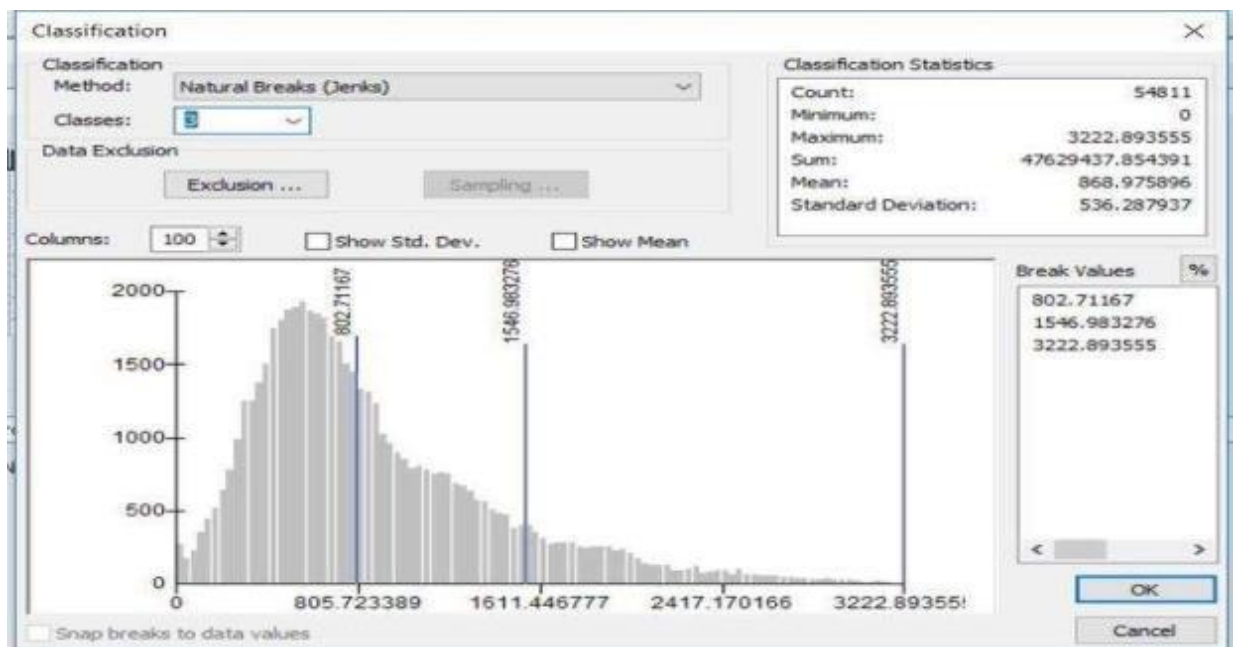 Classification
Classification
Method: Natural Breaks (Jenks)
Classes: 3
Data Exclusion
Exclusion ...
Sampling ...
Classification Statistics
Count: 54811
Minimum: 0
Maximum: 3222.893555
Sum: 47629437.854391
Mean: 868.975896
Standard Deviation: 536.287937
Columns: 100
Show Std. Dev.
Show Mean
Break Values
%
802.71167
1546.983276
3222.893555
2000
1500
1000
500
0
802.71167
1546.983276
3222.893555
0 805.723389 1611.446777 2417.170166 3222.893555
Snap breaks to data values
OK
Cancel